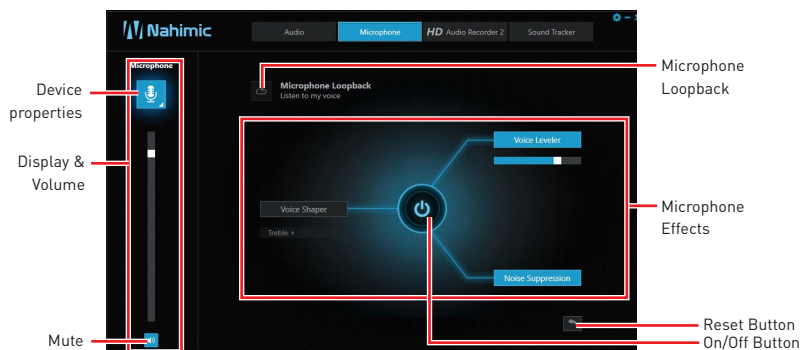 Nahimic
Audio
Microphone
HD Audio Recorder 2
Sound Tracker
Microphone
Microphone Loopback
Listen to my voice
Microphone
Loopback
Device
properties
Display &
Volume
Voice Leveler
Voice Shaper
Treble +
Microphone
Effects
Noise Suppression
Mute
Reset Button
On/Off Button